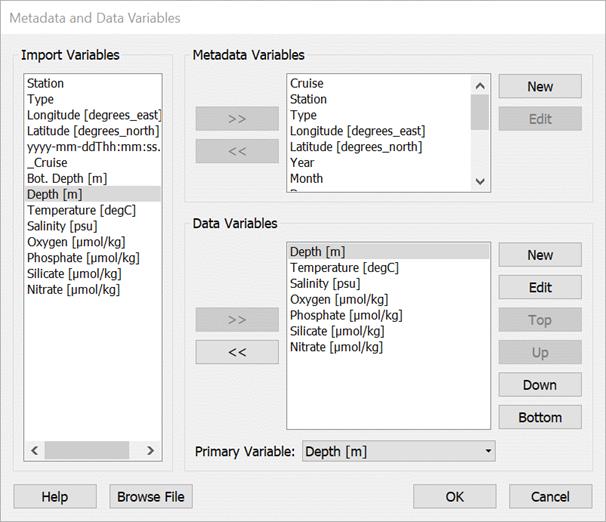 Metadata and Data Variables
Import Variables
Station
Type
Longitude [degrees_east]
Latitude [degrees_north]
yyyy-mm-ddThh:mm:ss.
_Cruise
Bot. Depth [m]
Depth [m]
Temperature [degC]
Salinity [psu]
Oxygen [µmol/kg]
Phosphate [µmol/kg]
Silicate [µmol/kg]
Nitrate [µmol/kg]
Metadata Variables
>>
<<
Cruise
Station
Type
Longitude [degrees_east]
Latitude [degrees_north]
Year
Month
New
Edit
Data Variables
>>
<<
Depth [m]
Temperature [degC]
Salinity [psu]
Oxygen [µmol/kg]
Phosphate [µmol/kg]
Silicate [µmol/kg]
Nitrate [µmol/kg]
New
Edit
Top
Up
Down
Bottom
Primary Variable: Depth [m]
Help
Browse File
OK
Cancel